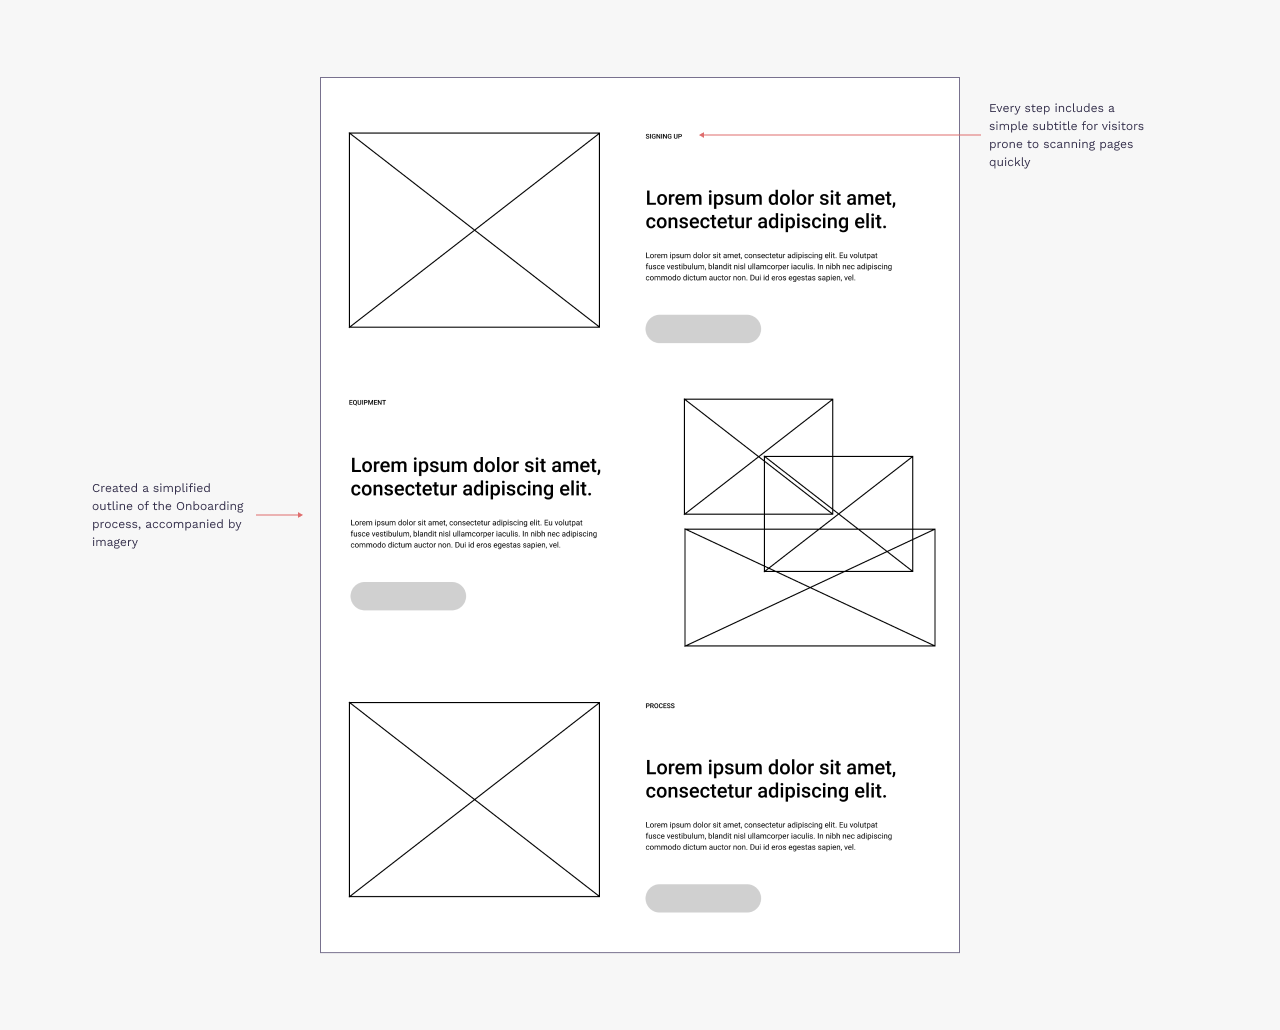 Every step includes a
simple subtitle for visitors
prone to scanning pages
quickly
SIGNING UP
Lorem ipsum dolor sit amet,
consectetur adipiscing elit.
Lorem ipsum dolor sit amet, consectetur adipiscing elit. Eu volutpat
fusce vestibulum, blandit nisl ullamcorper iaculis. In nibh nec adipiscing
commodo dictum auctor non. Dui id eros egestas sapien, vel.
EQUIPMENT
Lorem ipsum dolor sit amet,
consectetur adipiscing elit.
Lorem ipsum dolor sit amet, consectetur adipiscing elit. Eu volutpat
fusce vestibulum, blandit nisl ullamcorper iaculis. In nibh nec adipiscing
commodo dictum auctor non. Dui id eros egestas sapien, vel.
Created a simplified
outline of the Onboarding
process, accompanied by
imagery
PROCESS
Lorem ipsum dolor sit amet,
consectetur adipiscing elit.
Lorem ipsum dolor sit amet, consectetur adipiscing elit. Eu volutpat
fusce vestibulum, blandit nisl ullamcorper iaculis. In nibh nec adipiscing
commodo dictum auctor non. Dui id eros egestas sapien, vel.